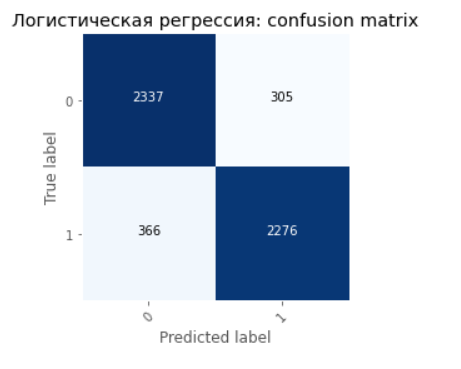 Логистическая регрессия: confusion matrix
0
2337
305
True label
1
366
2276
0
1
Predicted label